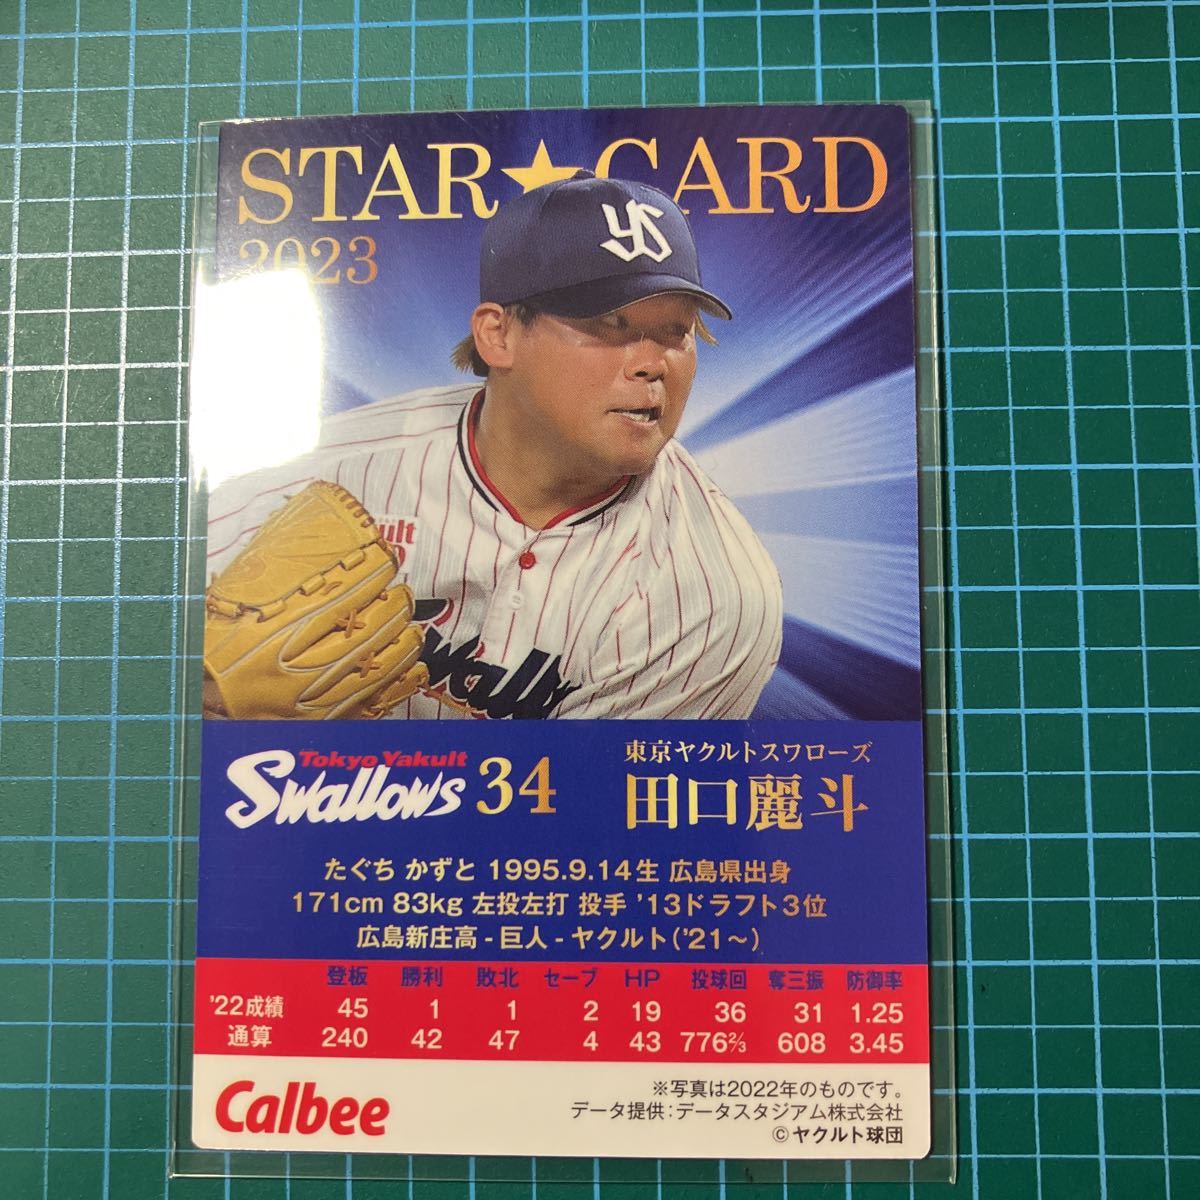 STAR★CARD
2023
YS
ult
Swallo
Tokyo Yakult
Swallows
34
東京ヤクルトスワローズ
田口麗斗
たぐち かずと 1995.9.14生 広島県出身
171cm 83kg 左投左打 投手 '13ドラフト3位
広島新庄高-巨人-ヤクルト('21～)
登板 勝利 敗北 セーブ HP 投球回 奪三振 防御率
'22成績 45 1 1 2 19 36 31 1.25
通算 240 42 47 4 43 776⅔ 608 3.45
Calbee
※写真は2022年のものです。
データ提供:データスタジアム株式会社
©ヤクルト球団